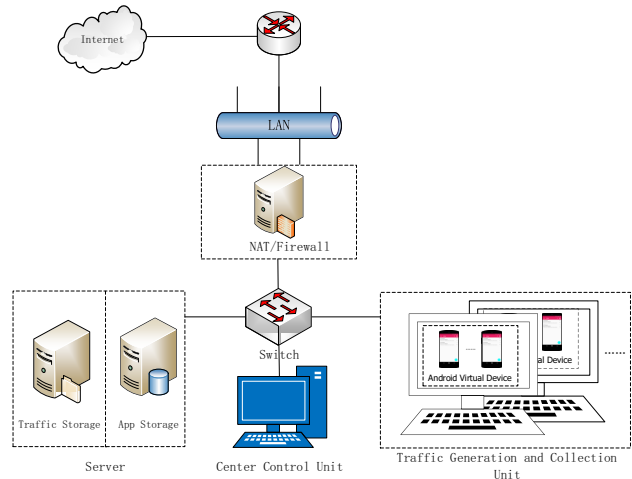 Internet
LAN
NAT/Firewall
Switch
Android Virtual Device
al Device
......
......
Traffic Storage
App Storage
Server
Center Control Unit
Traffic Generation and Collection
Unit